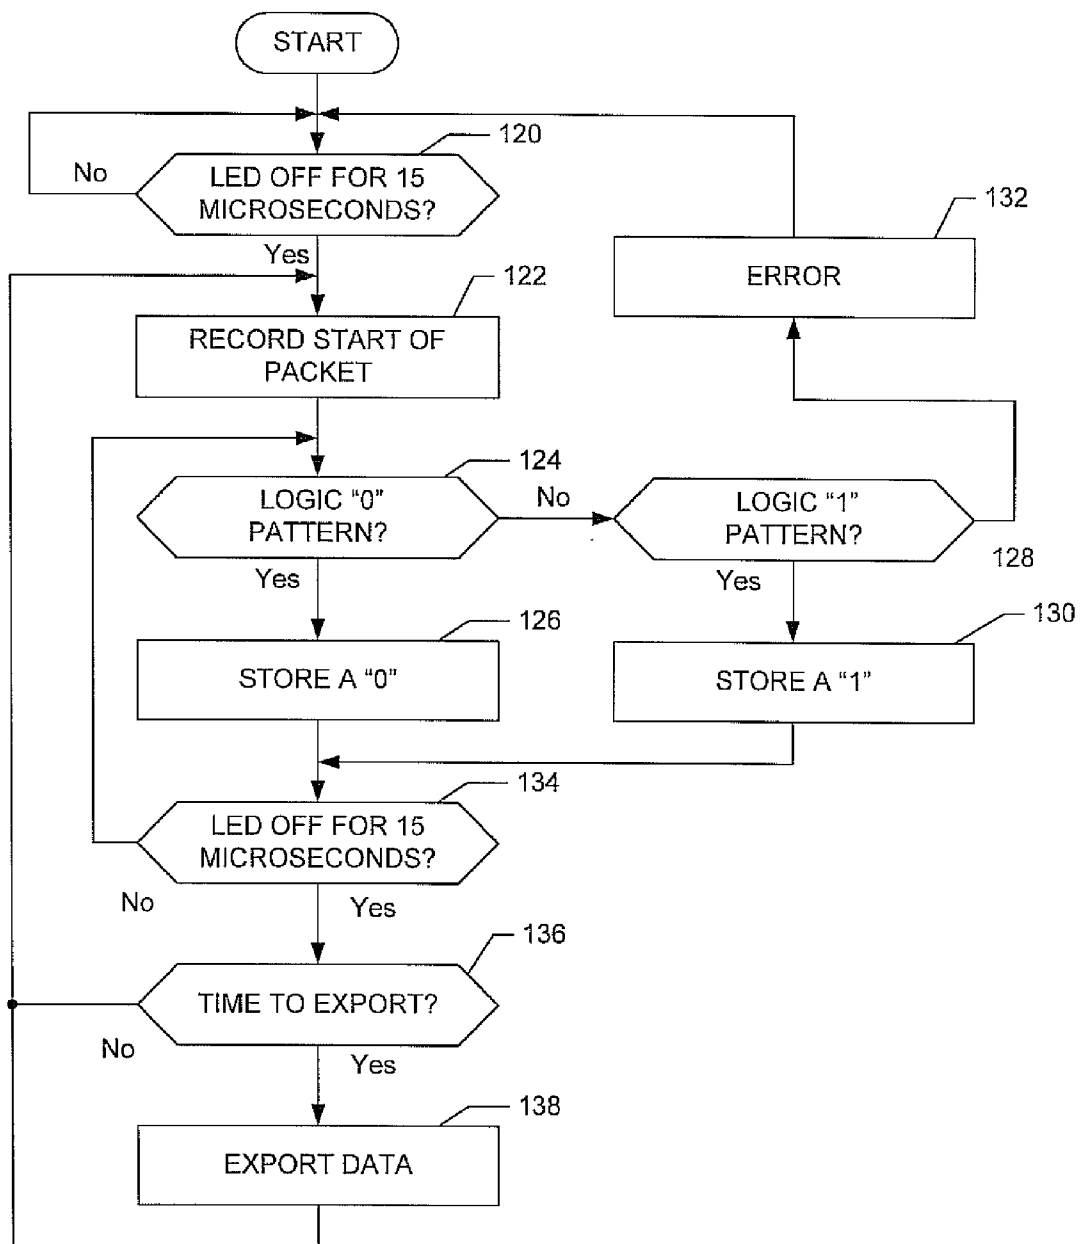 START
120
LED OFF FOR 15
MICROSECONDS?
No
Yes
132
ERROR
122
RECORD START OF
PACKET
124
LOGIC “0”
PATTERN?
No
LOGIC “1”
PATTERN?
128
Yes
Yes
126
STORE A “0”
130
STORE A “1”
134
LED OFF FOR 15
MICROSECONDS?
No
Yes
136
TIME TO EXPORT?
No
Yes
138
EXPORT DATA